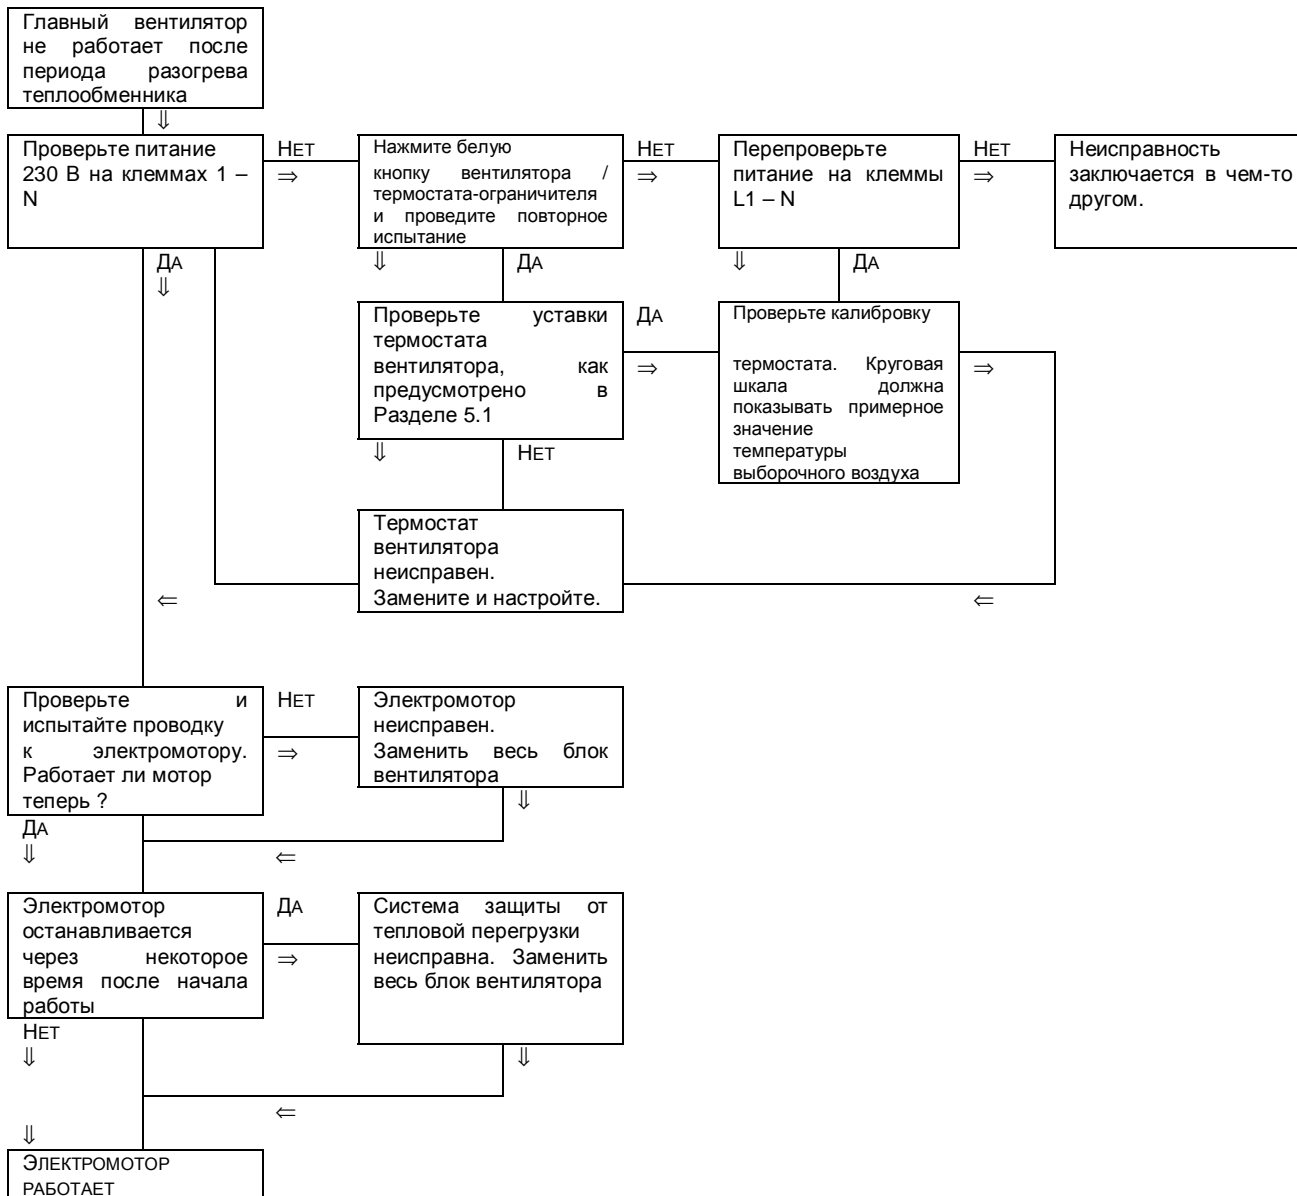 Главный вентилятор
не работает после
периода разогрева
теплообменника
⇓
Проверьте питание
230 В на клеммах 1 –
N
НЕТ
⇒
Нажмите белую
кнопку вентилятора /
термостата-ограничителя
и проведите повторное
испытание
НЕТ
⇒
Перепроверьте
питание на клеммы
L1 – N
НЕТ
⇒
Неисправность
заключается в чем-то
другом.
ДА
⇓
⇓
ДА
⇓
ДА
Проверьте уставки
термостата
вентилятора, как
предусмотрено в
Разделе 5.1
ДА
⇒
Проверьте калибровку
термостата. Круговая
шкала должна
показывать примерное
значение
температуры
выборочного воздуха
⇒
⇓
НЕТ
Термостат
вентилятора
неисправен.
Замените и настройте.
⇐
⇐
Проверьте и
испытайте проводку
к электромотору.
Работает ли мотор
теперь ?
НЕТ
⇒
Электромотор
неисправен.
Заменить весь блок
вентилятора
⇓
ДА
⇓
⇐
Электромотор
останавливается
через некоторое
время после начала
работы
ДА
⇒
Система защиты от
тепловой перегрузки
неисправна. Заменить
весь блок вентилятора
НЕТ
⇓
⇓
⇐
⇓
ЭЛЕКТРОМОТОР
РАБОТАЕТ